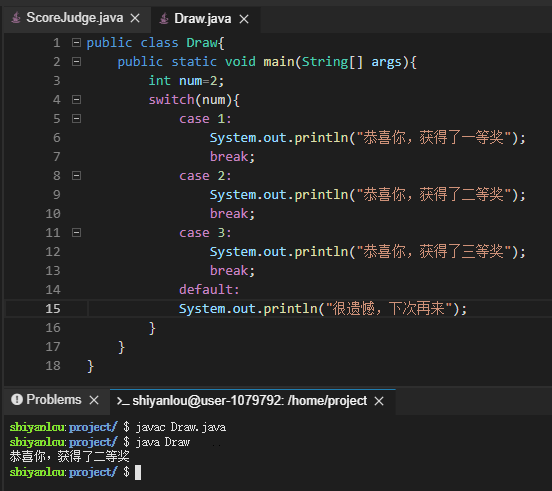 ScoreJudge.java Draw.java
1 public class Draw{
2 public static void main(String[] args){
3 int num=2;
4 switch(num){
5 case 1:
6 System.out.println("恭喜你，获得了一等奖");
7 break;
8 case 2:
9 System.out.println("恭喜你，获得了二等奖");
10 break;
11 case 3:
12 System.out.println("恭喜你，获得了三等奖");
13 break;
14 default:
15 System.out.println("很遗憾，下次再来");
16 }
17 }
18 }
Problems >_ shiyanlou@user-1079792: /home/project
shiyanlou:project/ $ javac Draw.java
shiyanlou:project/ $ java Draw
恭喜你，获得了二等奖
shiyanlou:project/ $